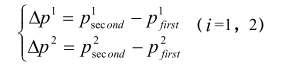 Δp¹ = p¹second − p¹first (i=1, 2)
Δp² = p²second − p²first